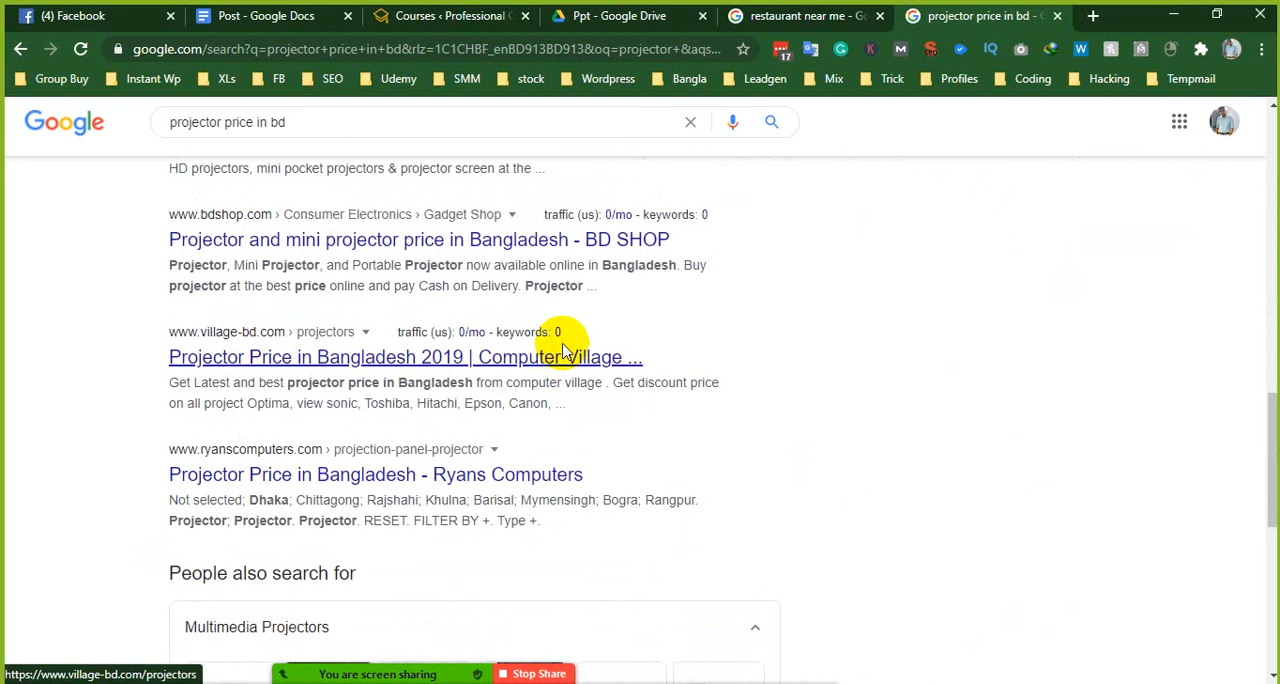 (4) Facebook
Post - Google Docs
Courses ‹ Professional C
Ppt - Google Drive
restaurant near me - Go
projector price in bd - G
google.com/search?q=projector+price+in+bd&rlz=1C1CHBF_enBD913BD913&oq=projector+&aqs...
17
Group Buy
Instant Wp
XLs
FB
SEO
Udemy
SMM
stock
Wordpress
Bangla
Leadgen
Mix
Trick
Profiles
Coding
Hacking
Tempmail
Google
projector price in bd
HD projectors, mini pocket projectors & projector screen at the ...
www.bdshop.com › Consumer Electronics › Gadget Shop traffic (us): 0/mo - keywords: 0
Projector and mini projector price in Bangladesh - BD SHOP
Projector, Mini Projector, and Portable Projector now available online in Bangladesh. Buy
projector at the best price online and pay Cash on Delivery. Projector ...
www.village-bd.com › projectors traffic (us): 0/mo - keywords: 0
Projector Price in Bangladesh 2019 | Computer Village ...
Get Latest and best projector price in Bangladesh from computer village . Get discount price
on all project Optima, view sonic, Toshiba, Hitachi, Epson, Canon, ...
www.ryanscomputers.com › projection-panel-projector
Projector Price in Bangladesh - Ryans Computers
Not selected; Dhaka; Chittagong; Rajshahi; Khulna; Barisal; Mymensingh; Bogra; Rangpur.
Projector; Projector. Projector. RESET. FILTER BY +. Type +.
People also search for
Multimedia Projectors
https://www.village-bd.com/projectors
You are screen sharing
Stop Share